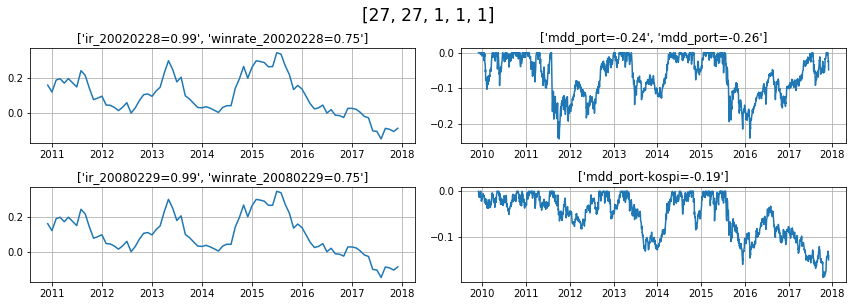 [27, 27, 1, 1, 1]
['ir_20020228=0.99', 'winrate_20020228=0.75']
0.2
0.0
2011 2012 2013 2014 2015 2016 2017 2018
['mdd_port=-0.24', 'mdd_port=-0.26']
0.0
−0.1
−0.2
2010 2011 2012 2013 2014 2015 2016 2017 2018
['ir_20080229=0.99', 'winrate_20080229=0.75']
0.2
0.0
2011 2012 2013 2014 2015 2016 2017 2018
['mdd_port-kospi=-0.19']
0.0
−0.1
2010 2011 2012 2013 2014 2015 2016 2017 2018